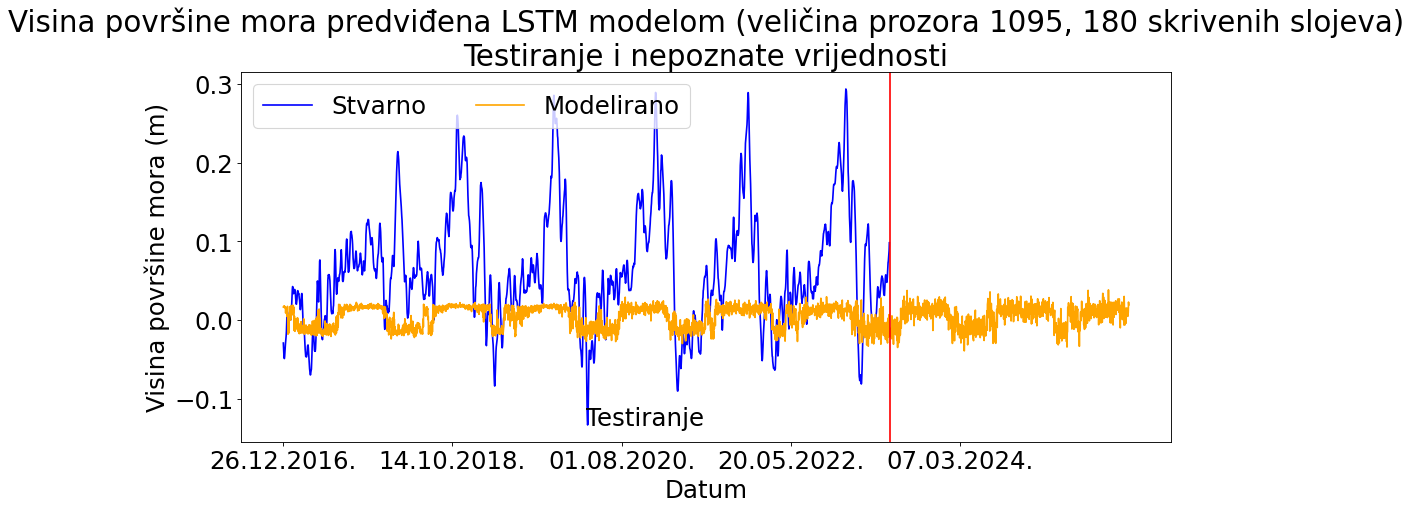 Visina površine mora predviđena LSTM modelom (veličina prozora 1095, 180 skrivenih slojeva)
Testiranje i nepoznate vrijednosti
Stvarno
Modelirano
Visina površine mora (m)
0.3
0.2
0.1
0.0
−0.1
Testiranje
26.12.2016.
14.10.2018.
01.08.2020.
20.05.2022.
07.03.2024.
Datum